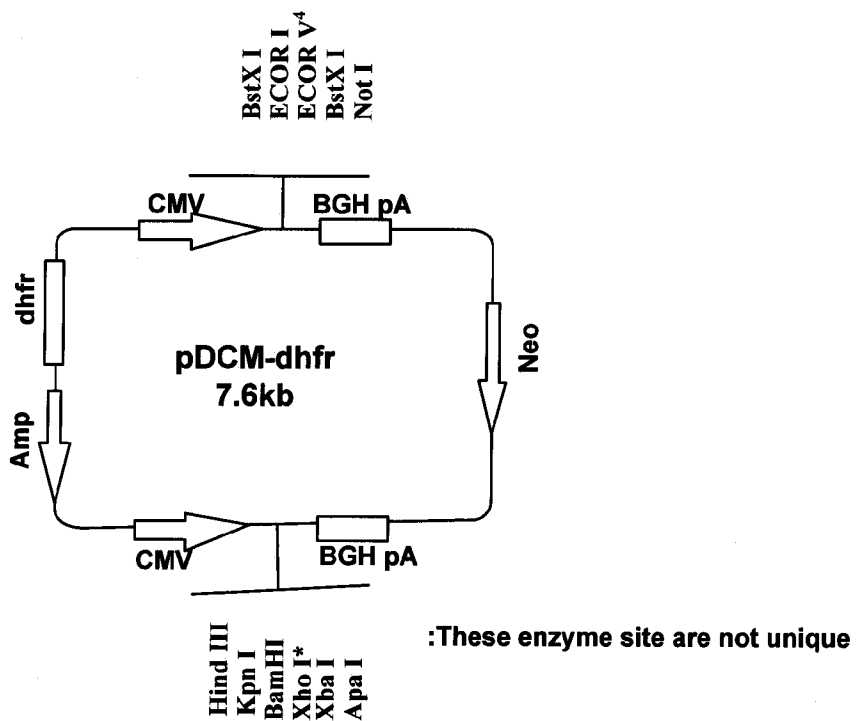 BstX I
ECOR I
ECOR V⁴
BstX I
Not I
CMV
BGH pA
dhfr
Neo
pDCM-dhfr
7.6kb
Amp
CMV
BGH pA
Hind III
Kpn I
BamHI
Xho I*
Xba I
Apa I
:These enzyme site are not unique